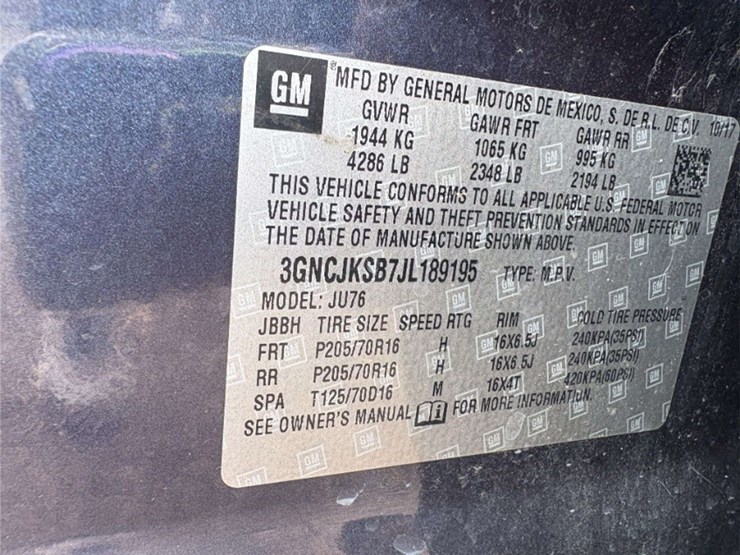 GM MFD BY GENERAL MOTORS DE MEXICO, S. DE R.L. DE C.V. 10/17
GVWR GAWR FRT GAWR RR
1944 KG 1065 KG 995 KG
4286 LB 2348 LB 2194 LB
THIS VEHICLE CONFORMS TO ALL APPLICABLE U.S. FEDERAL MOTOR
VEHICLE SAFETY AND THEFT PREVENTION STANDARDS IN EFFECT ON
THE DATE OF MANUFACTURE SHOWN ABOVE.
3GNCJKSB7JL189195 TYPE: M.P.V.
MODEL: JU76
JBBH TIRE SIZE SPEED RTG RIM COLD TIRE PRESSURE
FRT P205/70R16 H 16X6.5J 240KPA(35PSI)
RR P205/70R16 H 16X6.5J 240KPA(35PSI)
SPA T125/70D16 M 16X4T 420KPA(60PSI)
SEE OWNER'S MANUAL i FOR MORE INFORMATION.